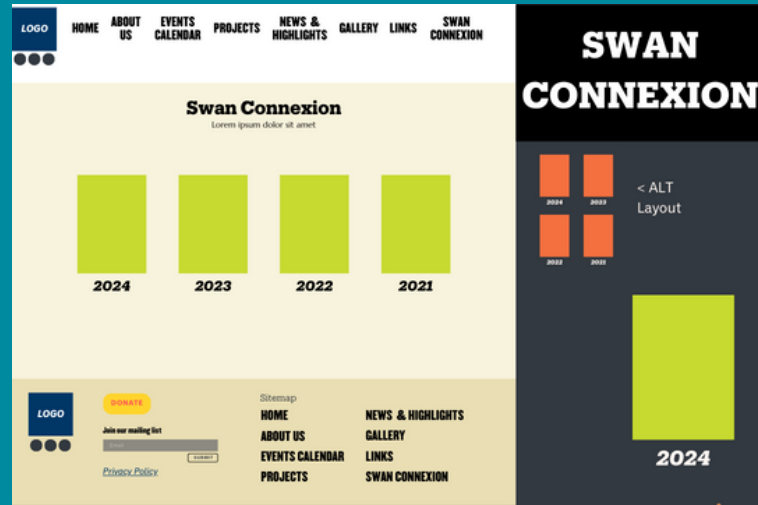 LOGO
HOME
ABOUT
US
EVENTS
CALENDAR
PROJECTS
NEWS &
HIGHLIGHTS
GALLERY
LINKS
SWAN
CONNEXION
Swan Connexion
Lorem ipsum dolor sit amet
2024
2023
2022
2021
LOGO
DONATE
Join our mailing list
Email
SUBMIT
Privacy Policy
Sitemap
HOME
ABOUT US
EVENTS CALENDAR
PROJECTS
NEWS & HIGHLIGHTS
GALLERY
LINKS
SWAN CONNEXION
SWAN
CONNEXION
2024
2023
2022
2021
< ALT
Layout
2024